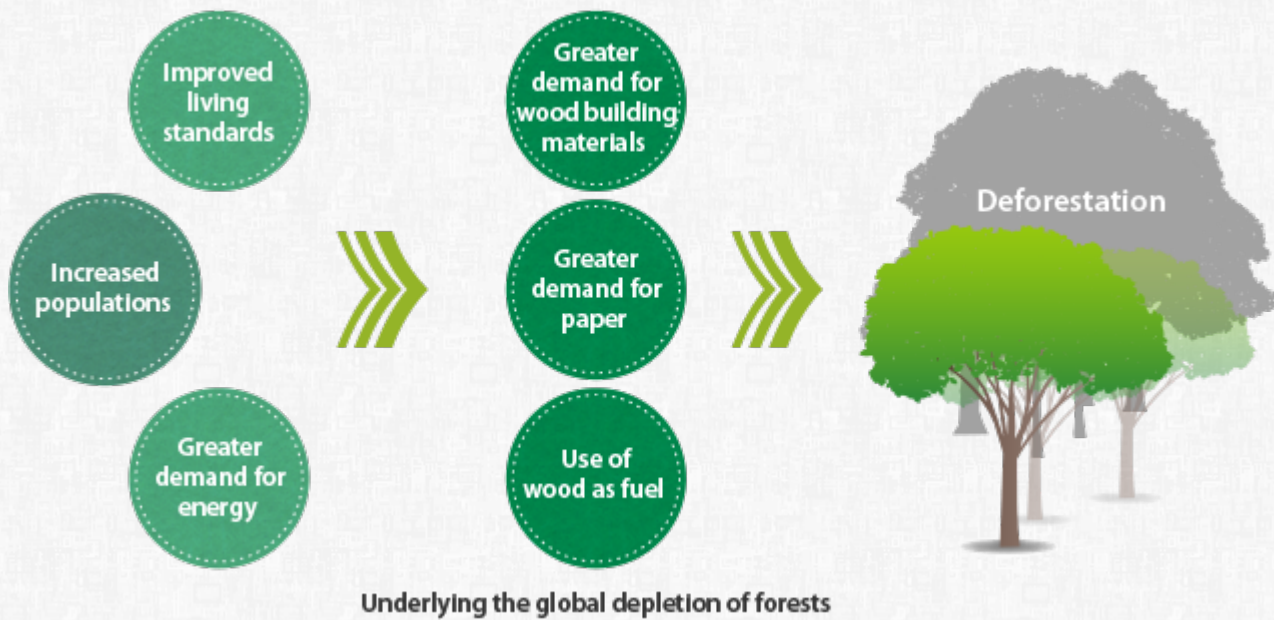 Improved
living
standards
Increased
populations
Greater
demand for
energy
Greater
demand for
wood building
materials
Greater
demand for
paper
Use of
wood as fuel
Deforestation
Underlying the global depletion of forests